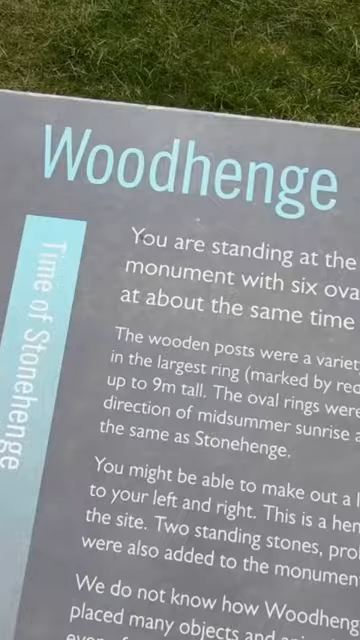 Woodhenge
Time of Stonehenge
You are standing at the
monument with six ova
at about the same time
The wooden posts were a variet
in the largest ring (marked by red
up to 9m tall. The oval rings were
direction of midsummer sunrise a
the same as Stonehenge.
You might be able to make out a l
to your left and right. This is a hen
the site. Two standing stones, pro
were also added to the monumen
We do not know how Woodheng
placed many objects and